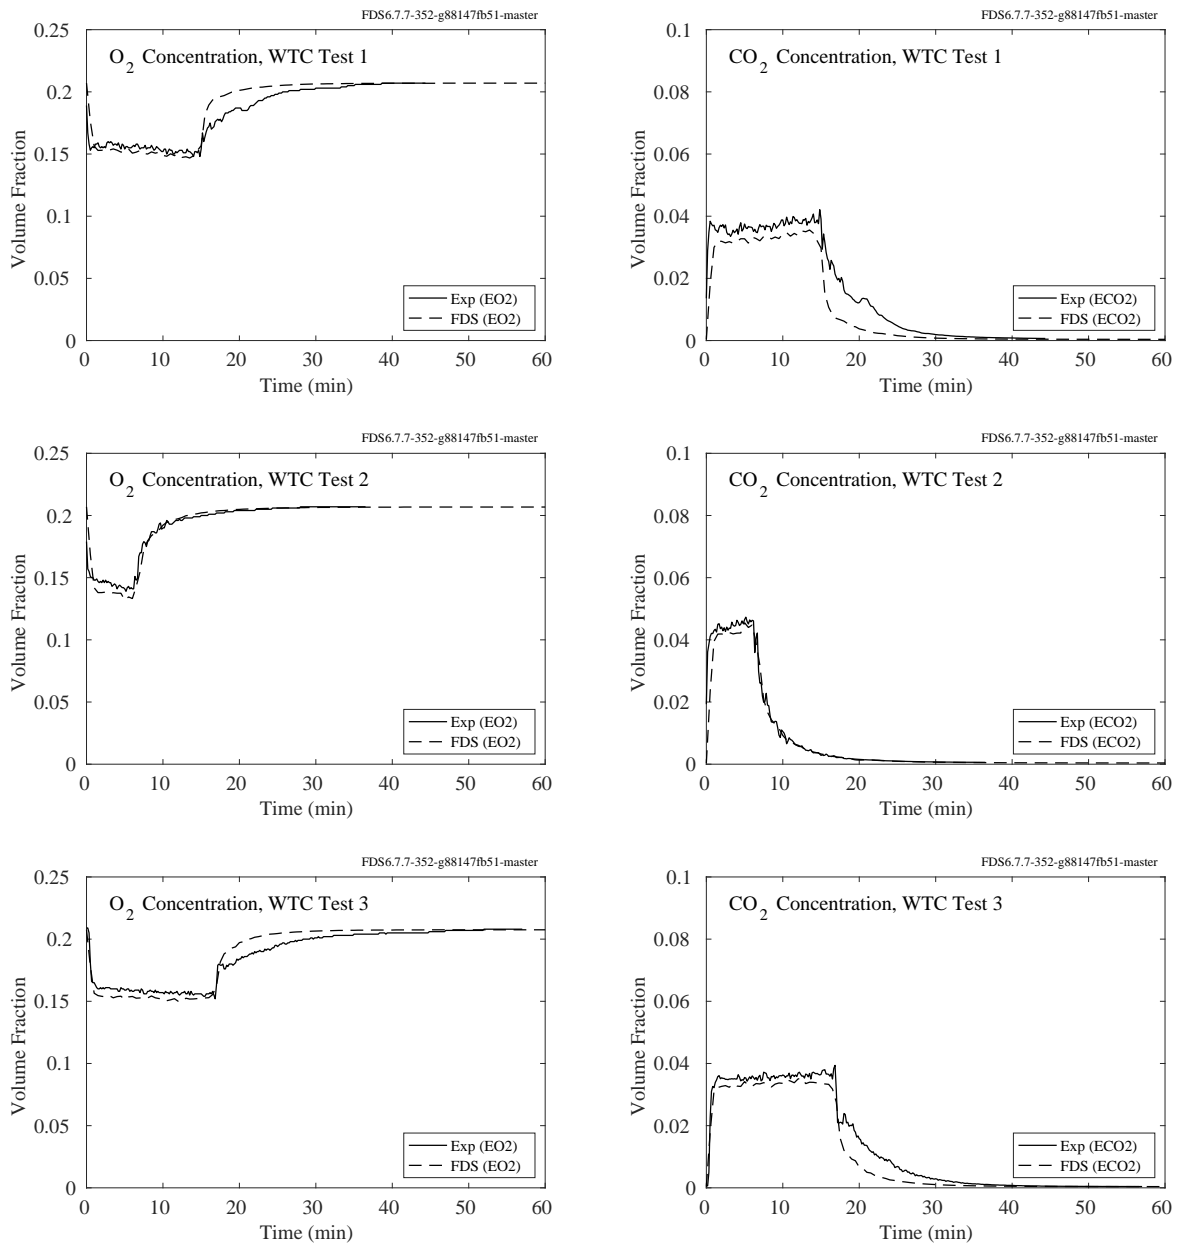 FDS6.7.7-352-g88147fb51-master
O2 Concentration, WTC Test 1
0.25
0.2
0.15
0.1
0.05
0
Volume Fraction
Exp (EO2)
FDS (EO2)
0 10 20 30 40 50 60
Time (min)
FDS6.7.7-352-g88147fb51-master
CO2 Concentration, WTC Test 1
0.1
0.08
0.06
0.04
0.02
0
Volume Fraction
Exp (ECO2)
FDS (ECO2)
0 10 20 30 40 50 60
Time (min)
FDS6.7.7-352-g88147fb51-master
O2 Concentration, WTC Test 2
0.25
0.2
0.15
0.1
0.05
0
Volume Fraction
Exp (EO2)
FDS (EO2)
0 10 20 30 40 50 60
Time (min)
FDS6.7.7-352-g88147fb51-master
CO2 Concentration, WTC Test 2
0.1
0.08
0.06
0.04
0.02
0
Volume Fraction
Exp (ECO2)
FDS (ECO2)
0 10 20 30 40 50 60
Time (min)
FDS6.7.7-352-g88147fb51-master
O2 Concentration, WTC Test 3
0.25
0.2
0.15
0.1
0.05
0
Volume Fraction
Exp (EO2)
FDS (EO2)
0 10 20 30 40 50 60
Time (min)
FDS6.7.7-352-g88147fb51-master
CO2 Concentration, WTC Test 3
0.1
0.08
0.06
0.04
0.02
0
Volume Fraction
Exp (ECO2)
FDS (ECO2)
0 10 20 30 40 50 60
Time (min)